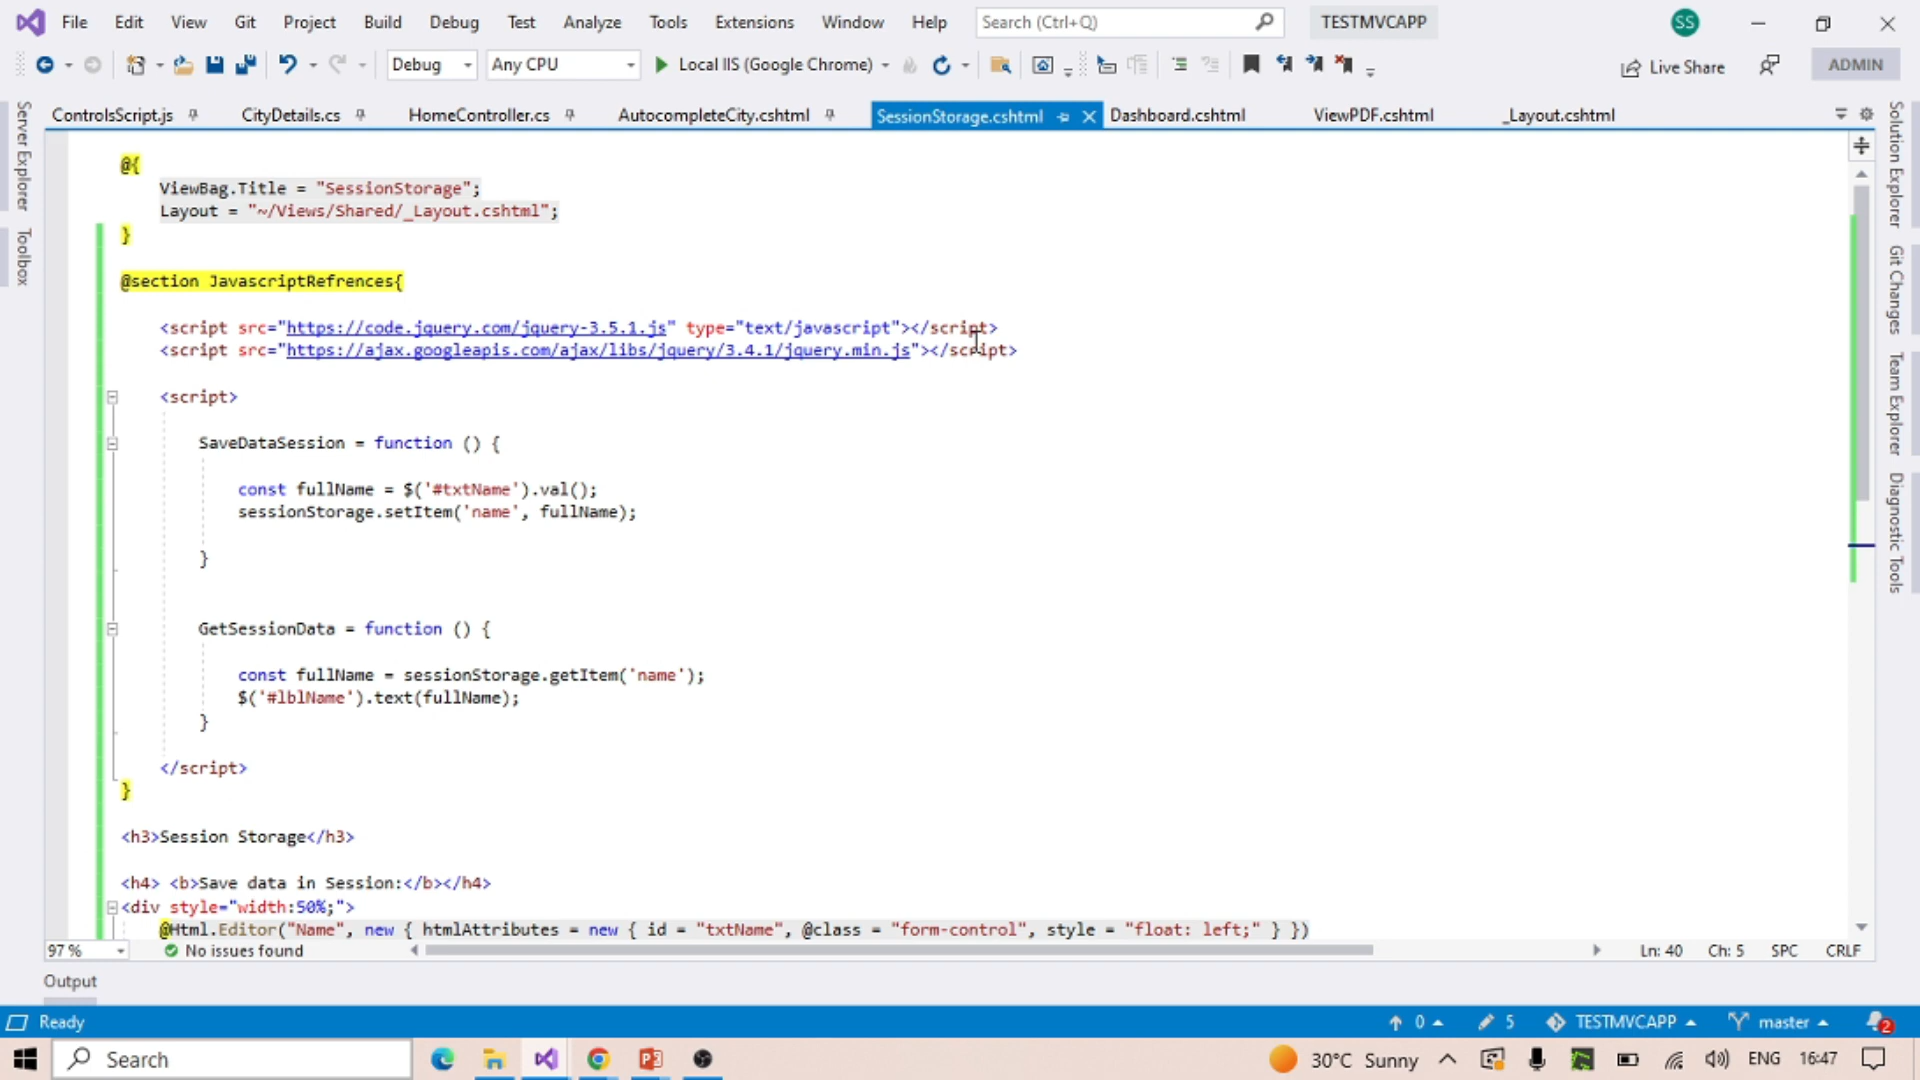 File Edit View Git Project Build Debug Test Analyze Tools Extensions Window Help Search (Ctrl+Q) TESTMVCAPP SS
Debug Any CPU Local IIS (Google Chrome) Live Share ADMIN
ControlsScript.js CityDetails.cs HomeController.cs AutocompleteCity.cshtml SessionStorage.cshtml Dashboard.cshtml ViewPDF.cshtml _Layout.cshtml
Server Explorer
Toolbox
Solution Explorer
Git Changes
Team Explorer
Diagnostic Tools
@{
ViewBag.Title = "SessionStorage";
Layout = "~/Views/Shared/_Layout.cshtml";
}
@section JavascriptRefrences{
<script src="https://code.jquery.com/jquery-3.5.1.js" type="text/javascript"></script>
<script src="https://ajax.googleapis.com/ajax/libs/jquery/3.4.1/jquery.min.js"></script>
<script>
SaveDataSession = function () {
const fullName = $('#txtName').val();
sessionStorage.setItem('name', fullName);
}
GetSessionData = function () {
const fullName = sessionStorage.getItem('name');
$('#lblName').text(fullName);
}
</script>
}
<h3>Session Storage</h3>
<h4> <b>Save data in Session:</b></h4>
<div style="width:50%;">
@Html.Editor("Name", new { htmlAttributes = new { id = "txtName", @class = "form-control", style = "float: left;" } })
97 % No issues found Ln: 40 Ch: 5 SPC CRLF
Output
Ready 0 5 TESTMVCAPP master 2
Search 30°C Sunny ENG 16:47